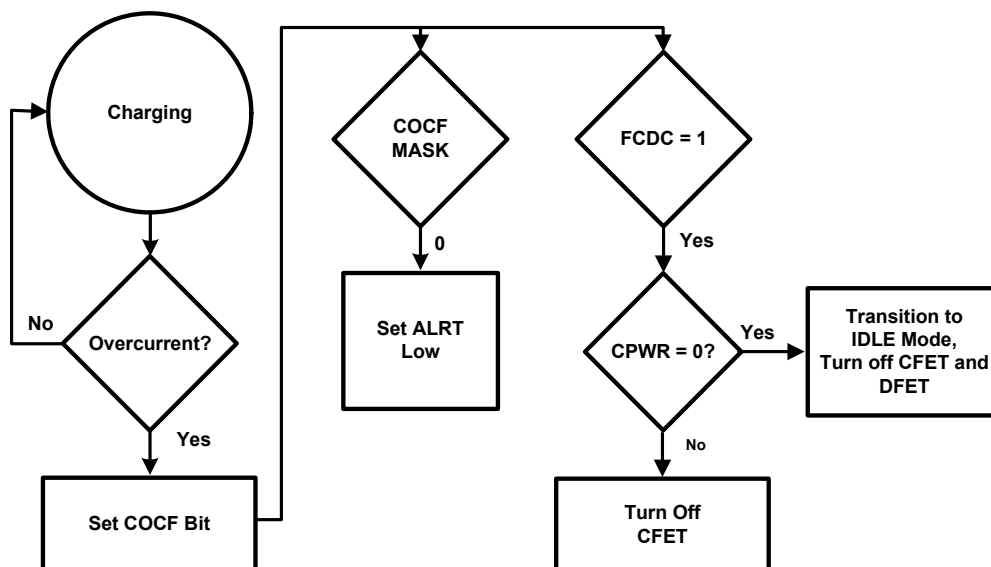 Charging
Overcurrent?
No
Yes
Set COCF Bit
COCF
MASK
0
Set ALRT
Low
FCDC = 1
Yes
CPWR = 0?
Yes
Transition to
IDLE Mode,
Turn off CFET and
DFET
No
Turn Off
CFET